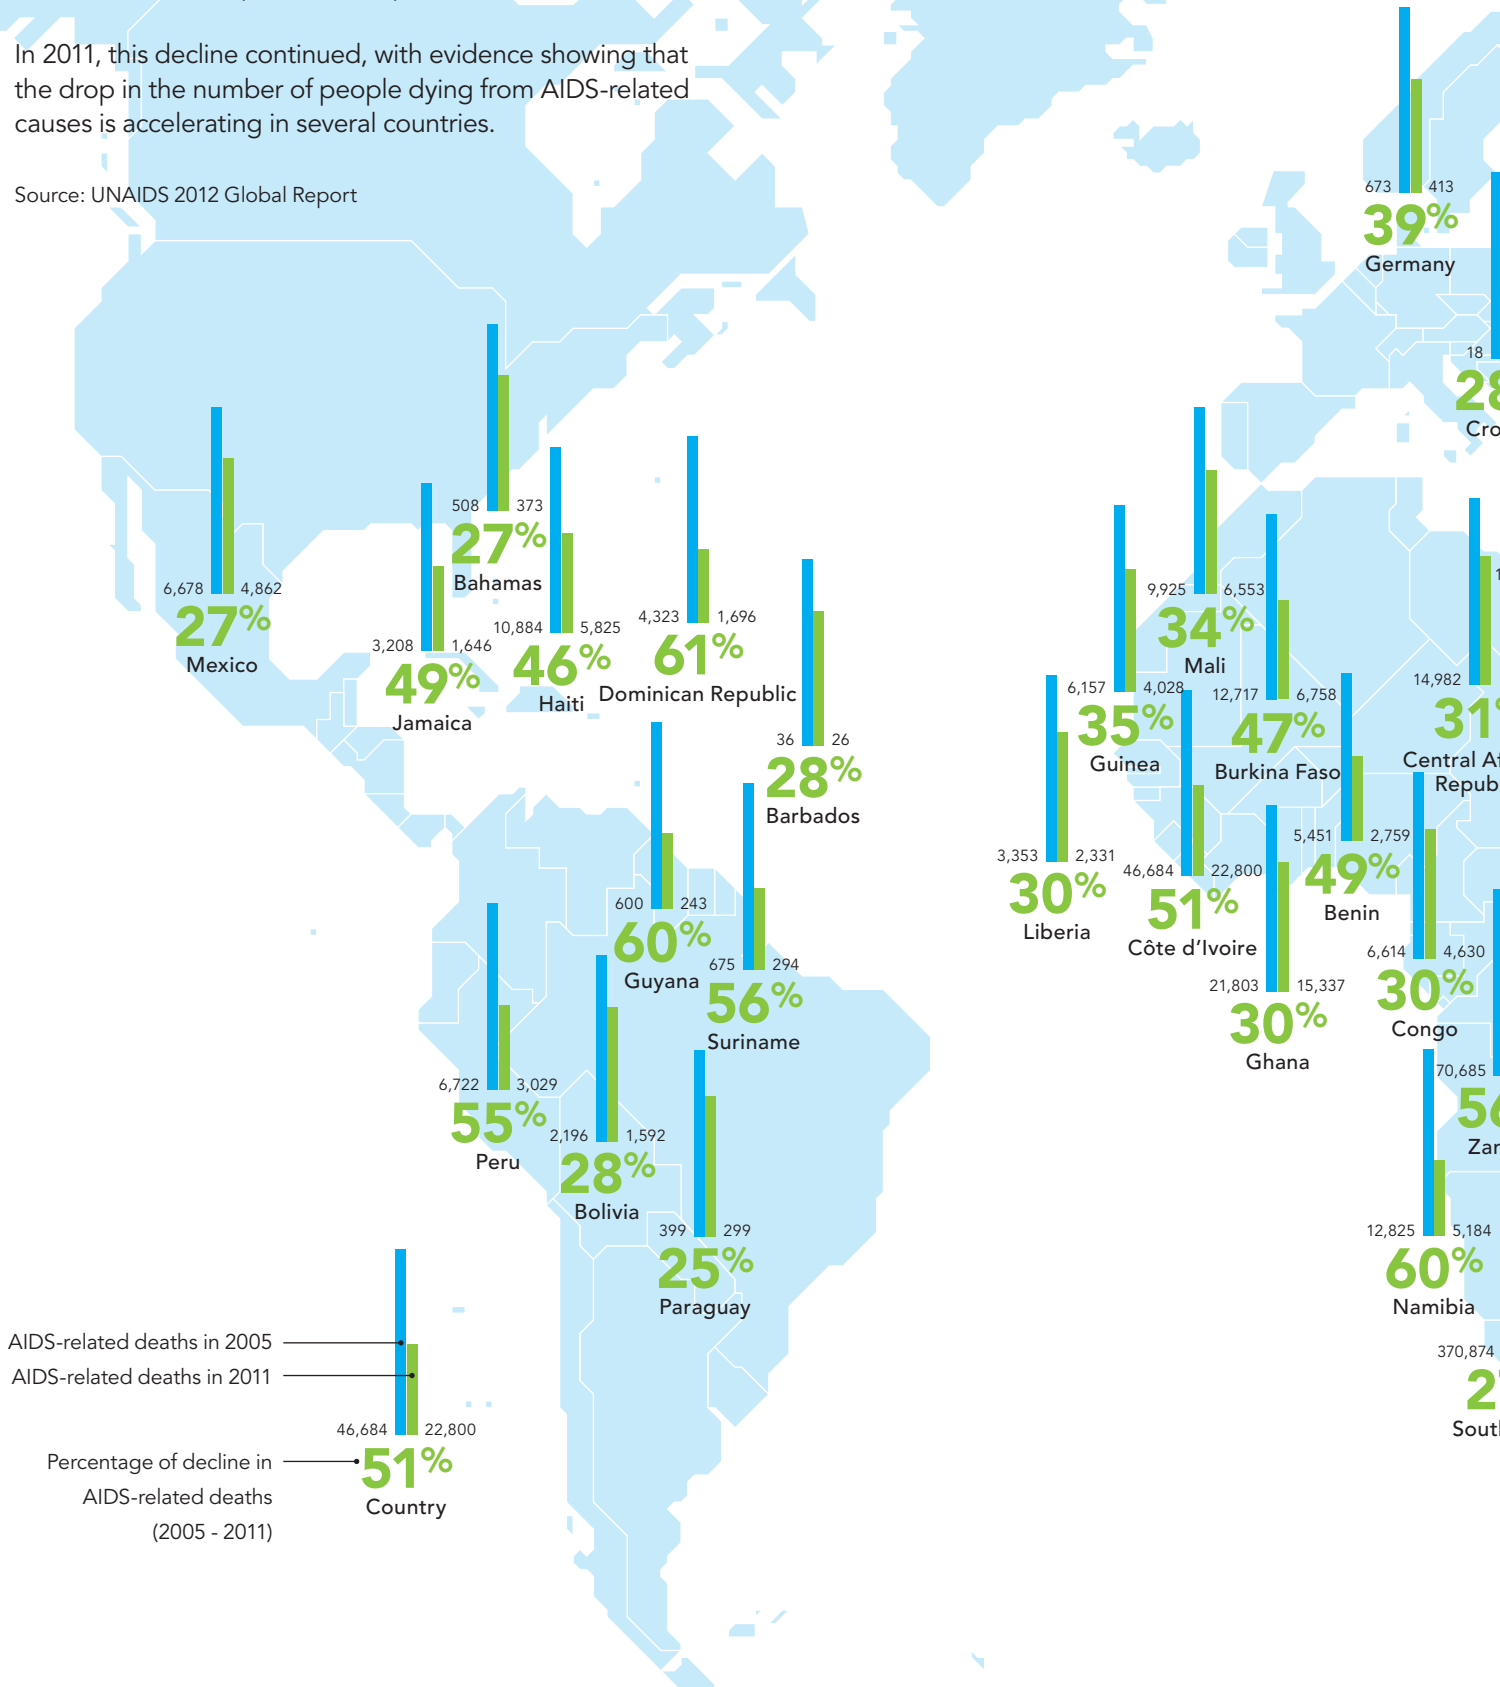 In 2011, this decline continued, with evidence showing that
the drop in the number of people dying from AIDS-related
causes is accelerating in several countries.
Source: UNAIDS 2012 Global Report
673 413
39%
Germany
18
Cro
508 373
27%
Bahamas
6,678 4,862
27%
Mexico
3,208 1,646
49%
Jamaica
10,884 5,825
46%
Haiti
4,323 1,696
61%
Dominican Republic
36 26
28%
Barbados
9,925 6,553
34%
Mali
6,157 4,028
35%
Guinea
12,717 6,758
47%
Burkina Faso
14,982
31
Central Af
Repub
3,353 2,331
30%
Liberia
46,684 22,800
51%
Côte d'Ivoire
5,451 2,759
49%
Benin
21,803 15,337
30%
Ghana
6,614 4,630
30%
Congo
600 243
60%
Guyana
675 294
56%
Suriname
6,722 3,029
55%
Peru
2,196 1,592
28%
Bolivia
399 299
25%
Paraguay
70,685
5
Zar
12,825 5,184
60%
Namibia
370,874
2
Sout
AIDS-related deaths in 2005
AIDS-related deaths in 2011
46,684 22,800
Percentage of decline in
AIDS-related deaths
(2005 - 2011)
51%
Country